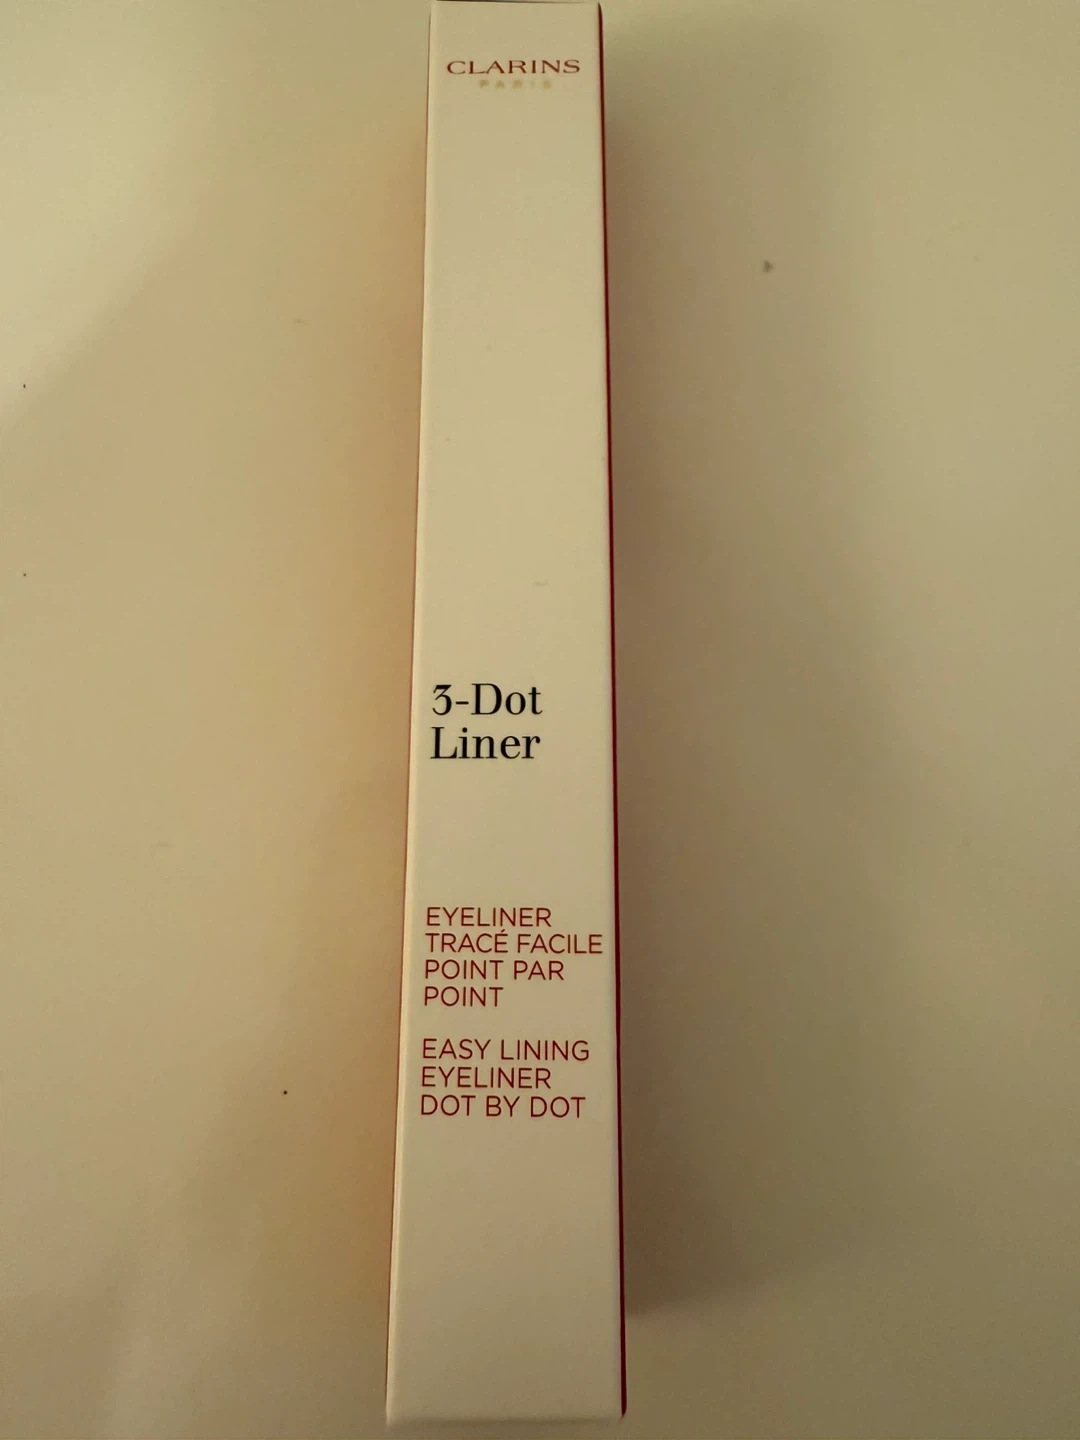 CLARINS
PARIS
3-Dot
Liner
EYELINER
TRACÉ FACILE
POINT PAR
POINT
EASY LINING
EYELINER
DOT BY DOT